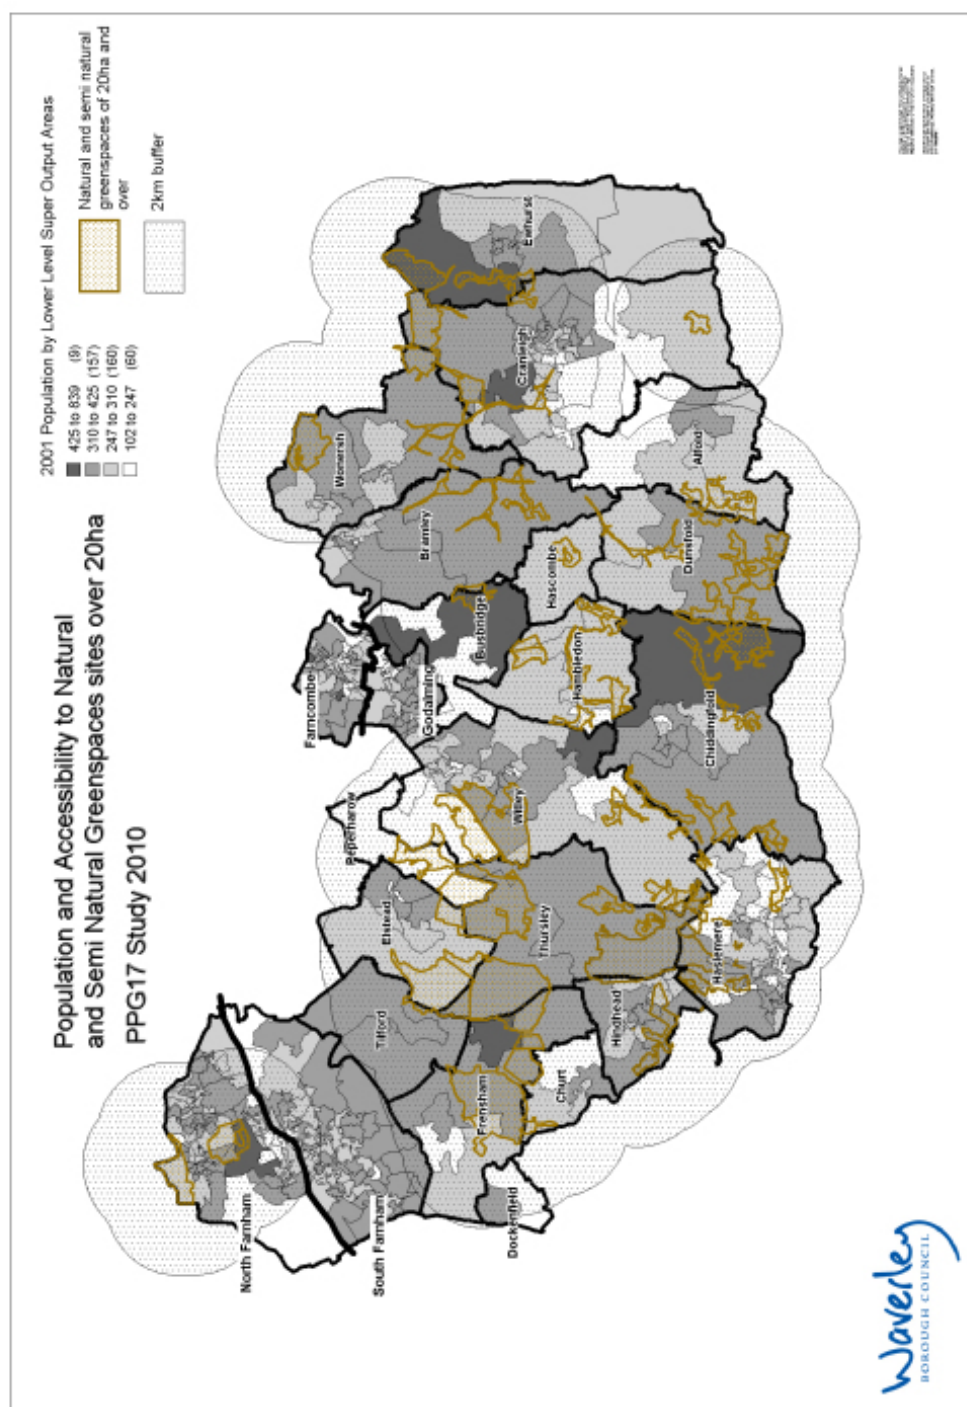 Population and Accessibility to Natural
and Semi Natural Greenspaces sites over 20ha
PPG17 Study 2010
2001 Population by Lower Level Super Output Areas
425 to 839 (9)
310 to 425 (157)
247 to 310 (160)
102 to 247 (60)
Natural and semi natural
greenspaces of 20ha and
over
2km buffer
North Farnham
South Farnham
Dockenfield
Frensham
Tilford
Churt
Hindhead
Elstead
Thursley
Haslemere
Peperharow
Witley
Farncombe
Godalming
Busbridge
Hambledon
Chiddingfold
Bramley
Hascombe
Dunsfold
Wonersh
Alfold
Cranleigh
Ewhurst
Waverley
BOROUGH COUNCIL